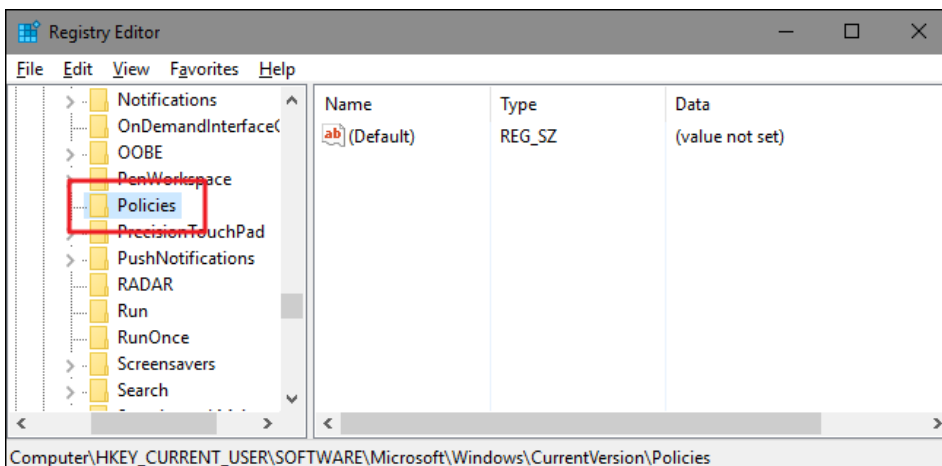 Registry Editor
File Edit View Favorites Help
Name Type Data
(Default) REG_SZ (value not set)
Notifications
OnDemandInterfaceC
OOBE
PenWorkspace
Policies
PrecisionTouchPad
PushNotifications
RADAR
Run
RunOnce
Screensavers
Search
Computer\HKEY_CURRENT_USER\SOFTWARE\Microsoft\Windows\CurrentVersion\Policies